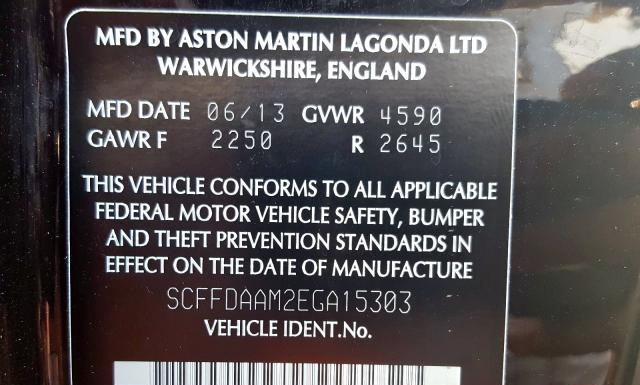 MFD BY ASTON MARTIN LAGONDA LTD
WARWICKSHIRE, ENGLAND
MFD DATE 06/13 GVWR 4590
GAWR F 2250 R 2645
THIS VEHICLE CONFORMS TO ALL APPLICABLE
FEDERAL MOTOR VEHICLE SAFETY, BUMPER
AND THEFT PREVENTION STANDARDS IN
EFFECT ON THE DATE OF MANUFACTURE
SCFFDAAM2EGA15303
VEHICLE IDENT.No.